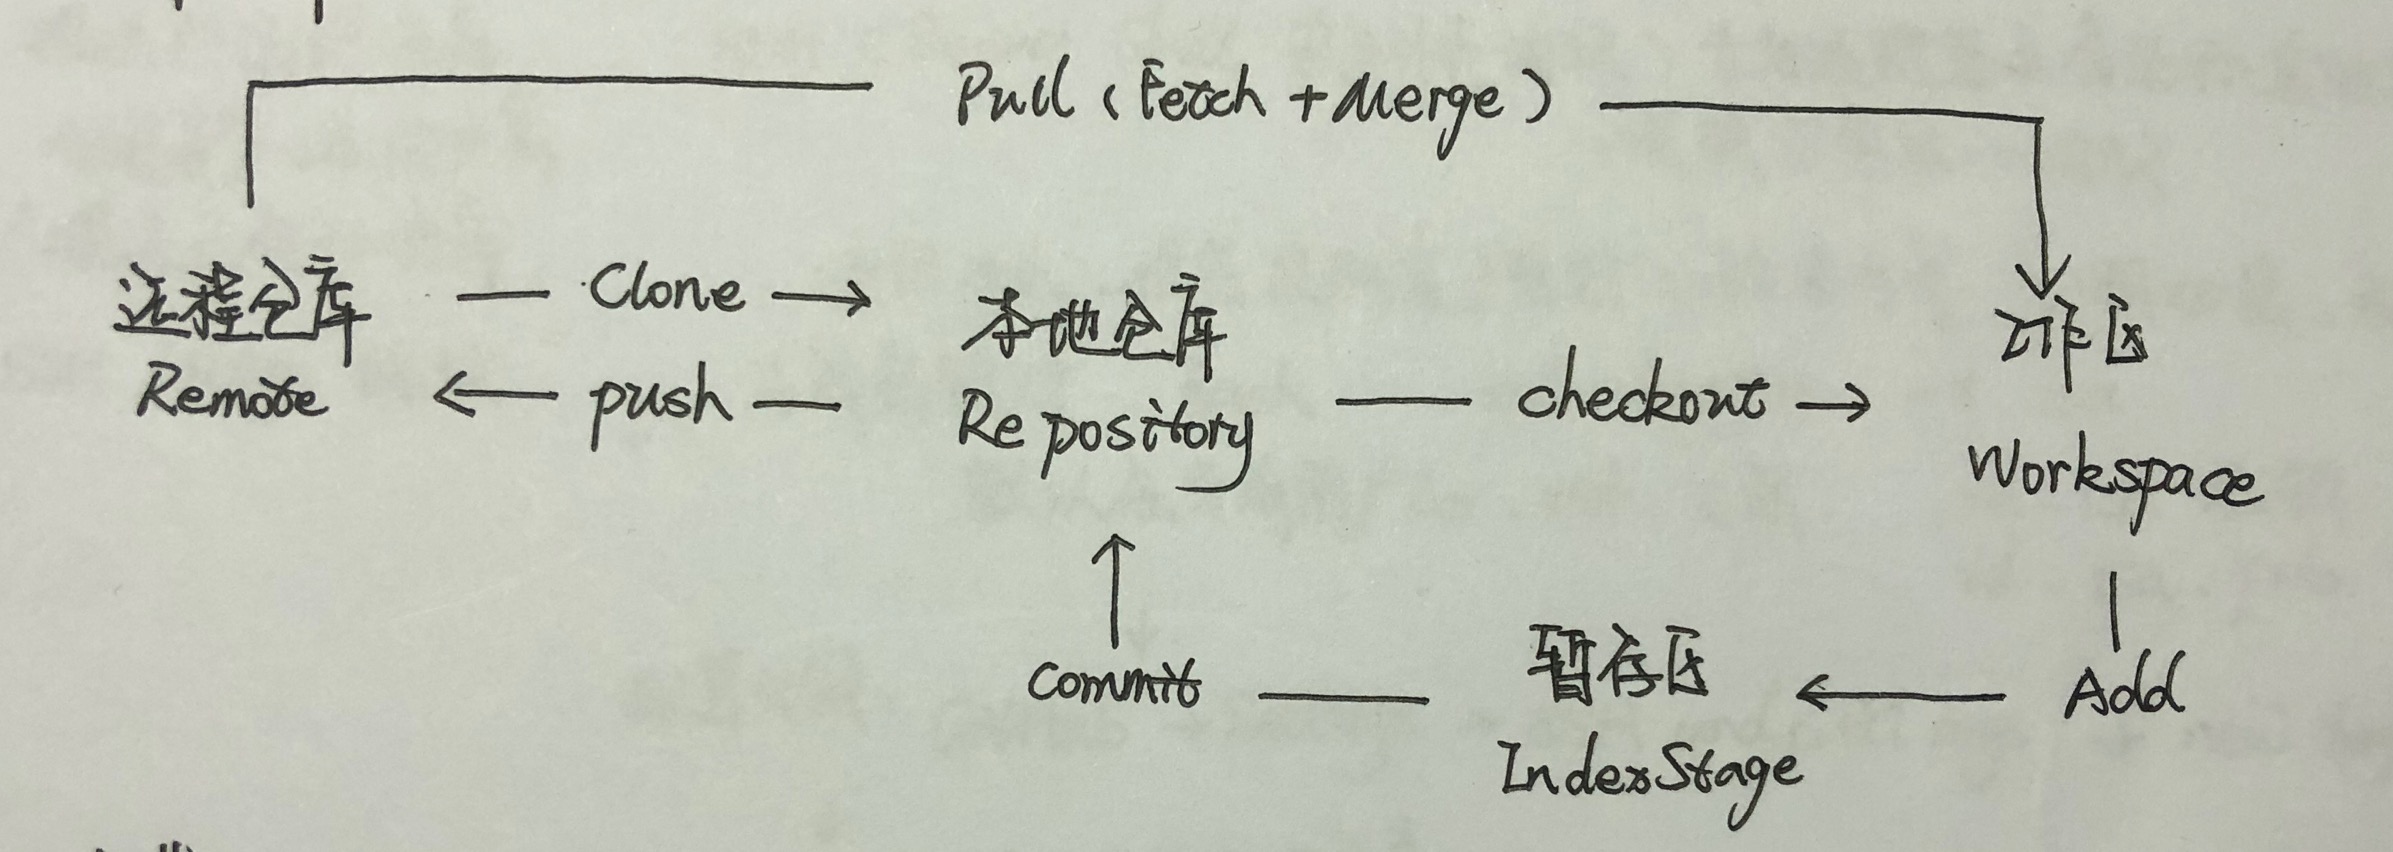 Pull (Fetch + Merge)
远程仓库
Remote
Clone
push
本地仓库
Repository
checkout
工作区
Workspace
Commit
暂存区
IndexStage
Add